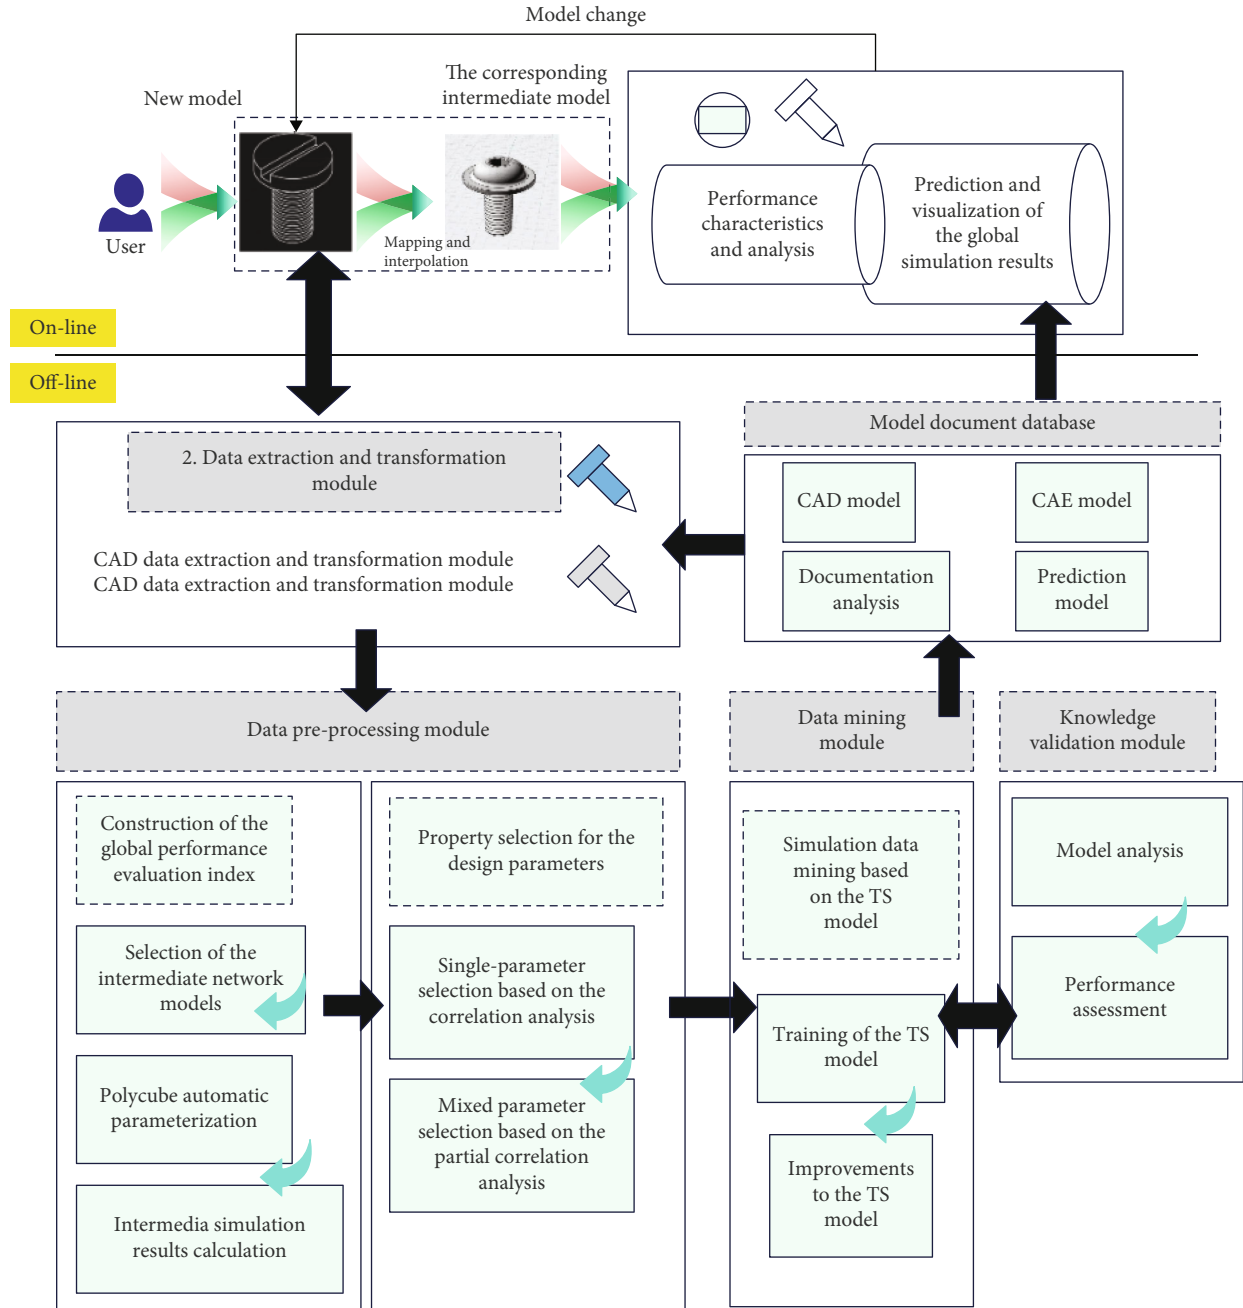 Model change
New model
The corresponding
intermediate model
User
Mapping and
interpolation
Performance
characteristics
and analysis
Prediction and
visualization of
the global
simulation results
On-line
Off-line
2. Data extraction and transformation
module
CAD data extraction and transformation module
CAD data extraction and transformation module
Model document database
CAD model
CAE model
Documentation
analysis
Prediction
model
Data pre-processing module
Data mining
module
Knowledge
validation module
Construction of the
global performance
evaluation index
Selection of the
intermediate network
models
Polycube automatic
parameterization
Intermedia simulation
results calculation
Property selection for the
design parameters
Single-parameter
selection based on the
correlation analysis
Mixed parameter
selection based on the
partial correlation
analysis
Simulation data
mining based
on the TS
model
Training of the TS
model
Improvements
to the TS
model
Model analysis
Performance
assessment